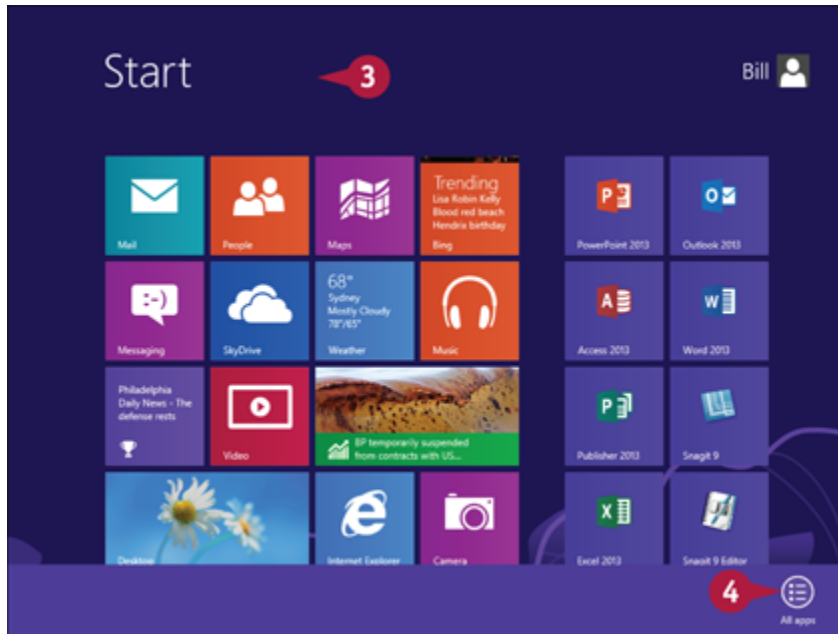 Start
3
Bill
Mail
People
Maps
Trending
Lisa Robin Kelly
Blood red beach
Hendrix birthday
Bing
PowerPoint 2013
Outlook 2013
Messaging
SkyDrive
68°
Sydney
Mostly Cloudy
78°/65°
Weather
Music
Access 2013
Word 2013
Philadelphia
Daily News - The
defense rests
Video
BP temporarily suspended
from contracts with US...
Publisher 2013
Snagit 9
Desktop
Internet Explorer
Camera
Excel 2013
Snagit 9 Editor
4
All apps